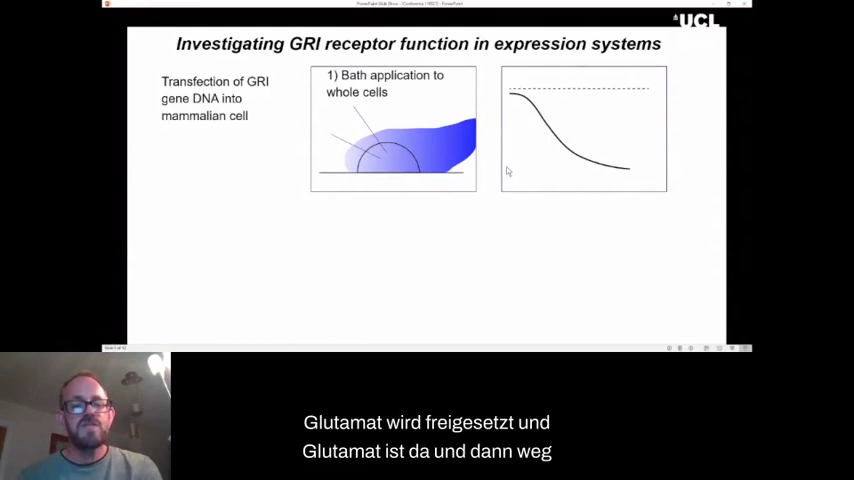 UCL
Investigating GRI receptor function in expression systems
Transfection of GRI
gene DNA into
mammalian cell
1) Bath application to
whole cells
Glutamat wird freigesetzt und
Glutamat ist da und dann weg